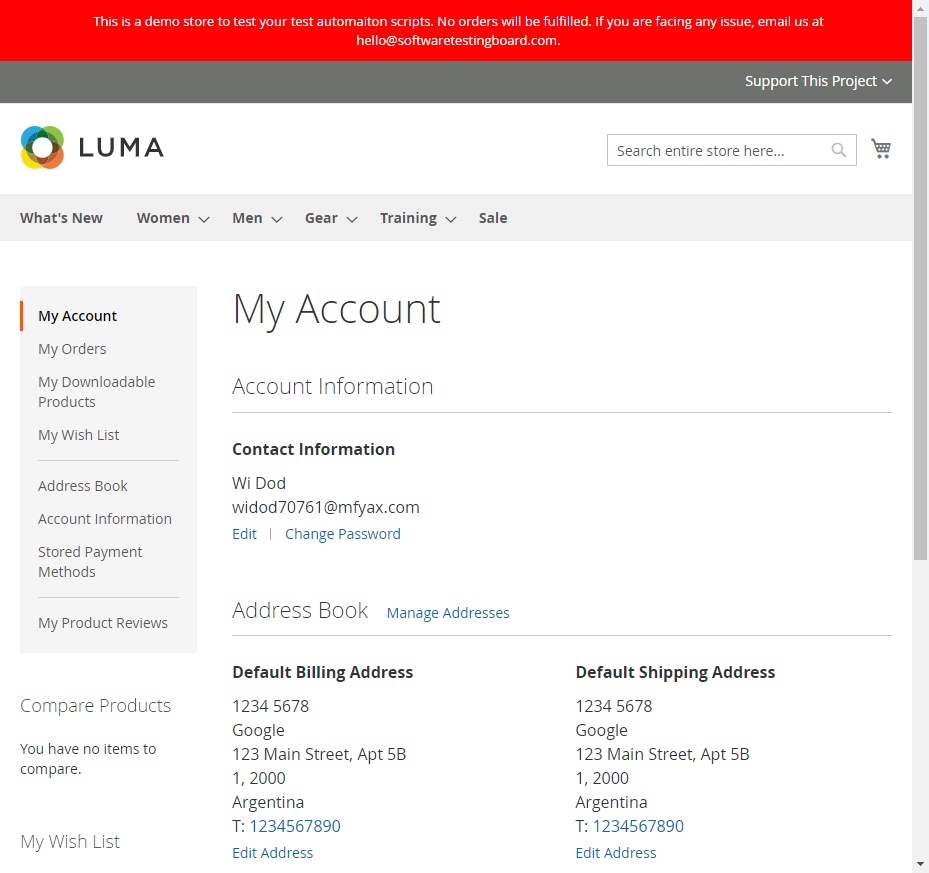 This is a demo store to test your test automaiton scripts. No orders will be fulfilled. If you are facing any issue, email us at
hello@softwaretestingboard.com.
Support This Project
LUMA
Search entire store here...
What's New Women Men Gear Training Sale
My Account
My Orders
My Downloadable
Products
My Wish List
Address Book
Account Information
Stored Payment
Methods
My Product Reviews
Compare Products
You have no items to
compare.
My Wish List
My Account
Account Information
Contact Information
Wi Dod
widod70761@mfyax.com
Edit | Change Password
Address Book Manage Addresses
Default Billing Address
1234 5678
Google
123 Main Street, Apt 5B
1, 2000
Argentina
T: 1234567890
Edit Address
Default Shipping Address
1234 5678
Google
123 Main Street, Apt 5B
1, 2000
Argentina
T: 1234567890
Edit Address